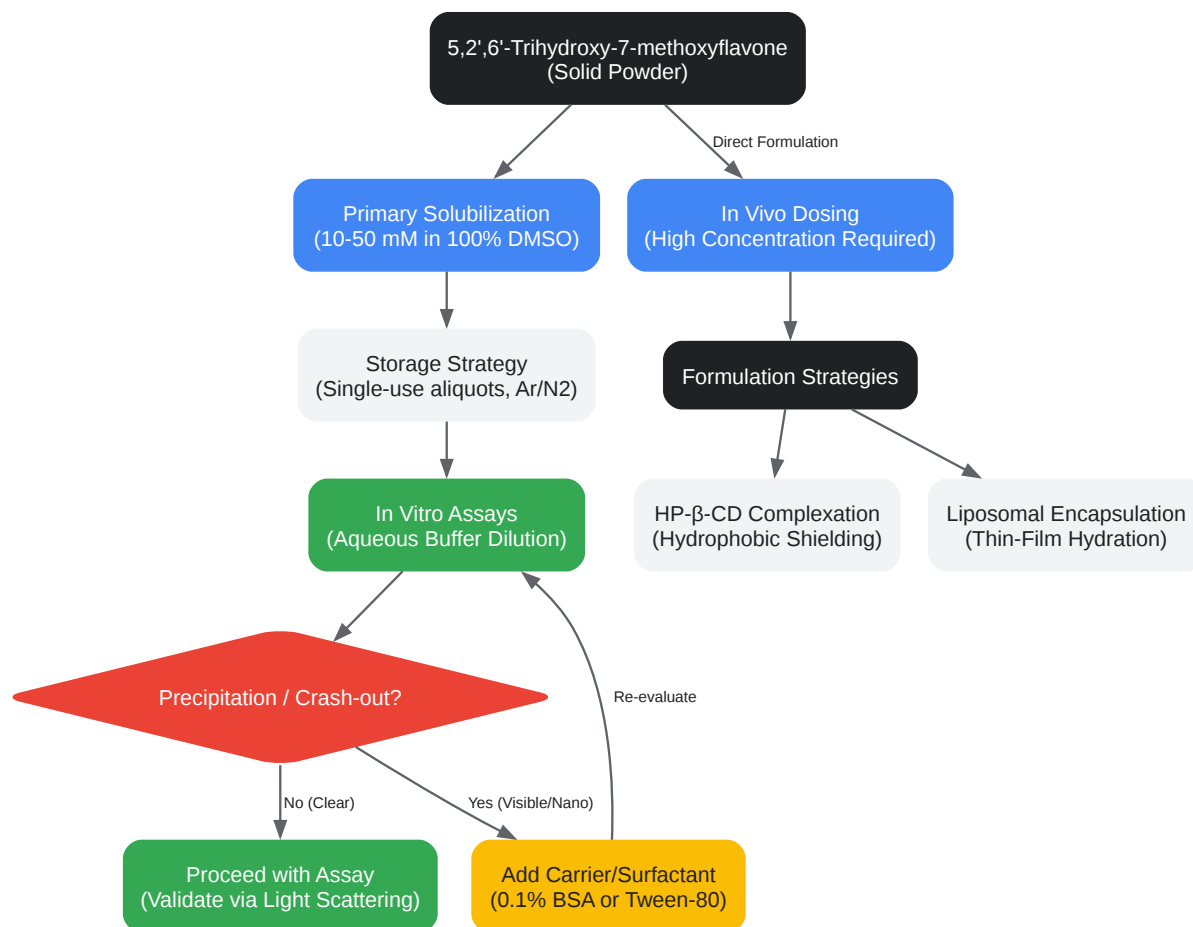 5,2',6'-Trihydroxy-7-methoxyflavone
(Solid Powder)
Direct Formulation
Primary Solubilization
(10-50 mM in 100% DMSO)
In Vivo Dosing
(High Concentration Required)
Storage Strategy
(Single-use aliquots, Ar/N2)
Formulation Strategies
In Vitro Assays
(Aqueous Buffer Dilution)
HP-β-CD Complexation
(Hydrophobic Shielding)
Liposomal Encapsulation
(Thin-Film Hydration)
Precipitation / Crash-out?
Re-evaluate
No (Clear)
Yes (Visible/Nano)
Proceed with Assay
(Validate via Light Scattering)
Add Carrier/Surfactant
(0.1% BSA or Tween-80)